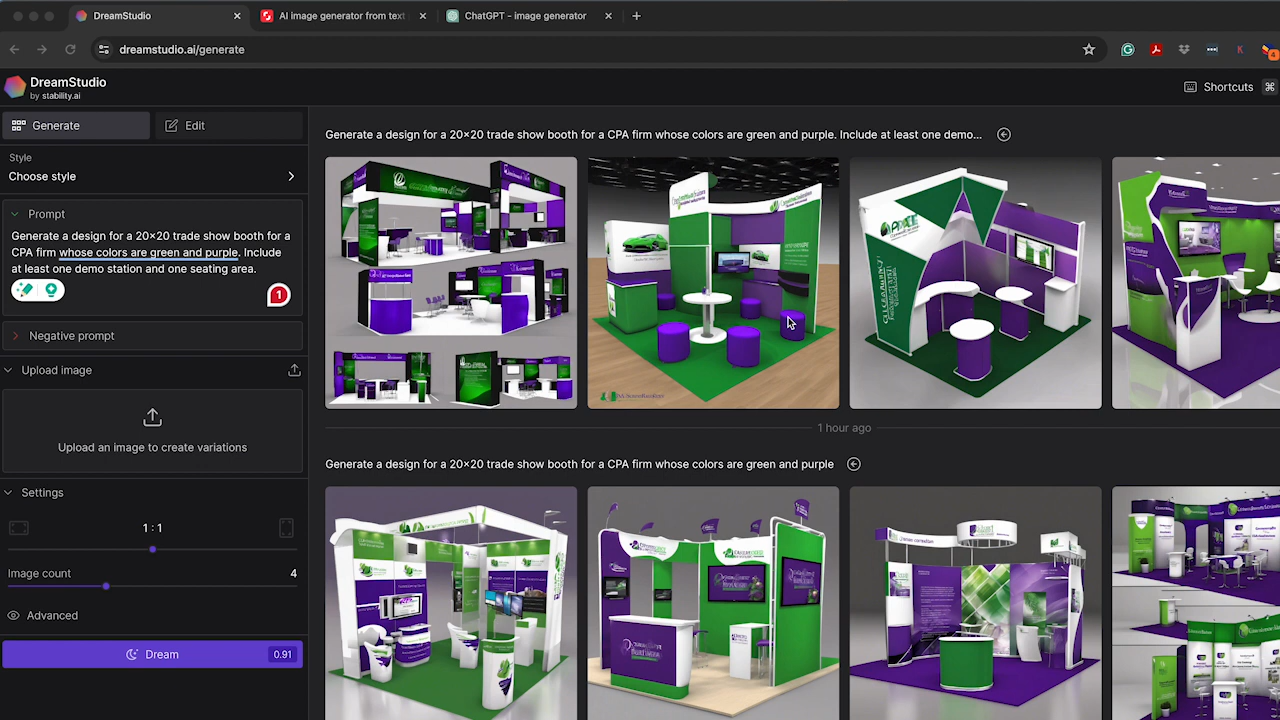 DreamStudio
AI image generator from text
ChatGPT - image generator
dreamstudio.ai/generate
4
DreamStudio
by stability.ai
Shortcuts
⌘
Generate
Edit
Style
Choose style
Prompt
Generate a design for a 20×20 trade show booth for a
CPA firm whose colors are green and purple. Include
at least one demo station and one seating area.
1
Negative prompt
Upload image
Upload an image to create variations
Settings
1 : 1
Image count
4
Advanced
Dream
0.91
Generate a design for a 20×20 trade show booth for a CPA firm whose colors are green and purple. Include at least one demo...
1 hour ago
Generate a design for a 20×20 trade show booth for a CPA firm whose colors are green and purple